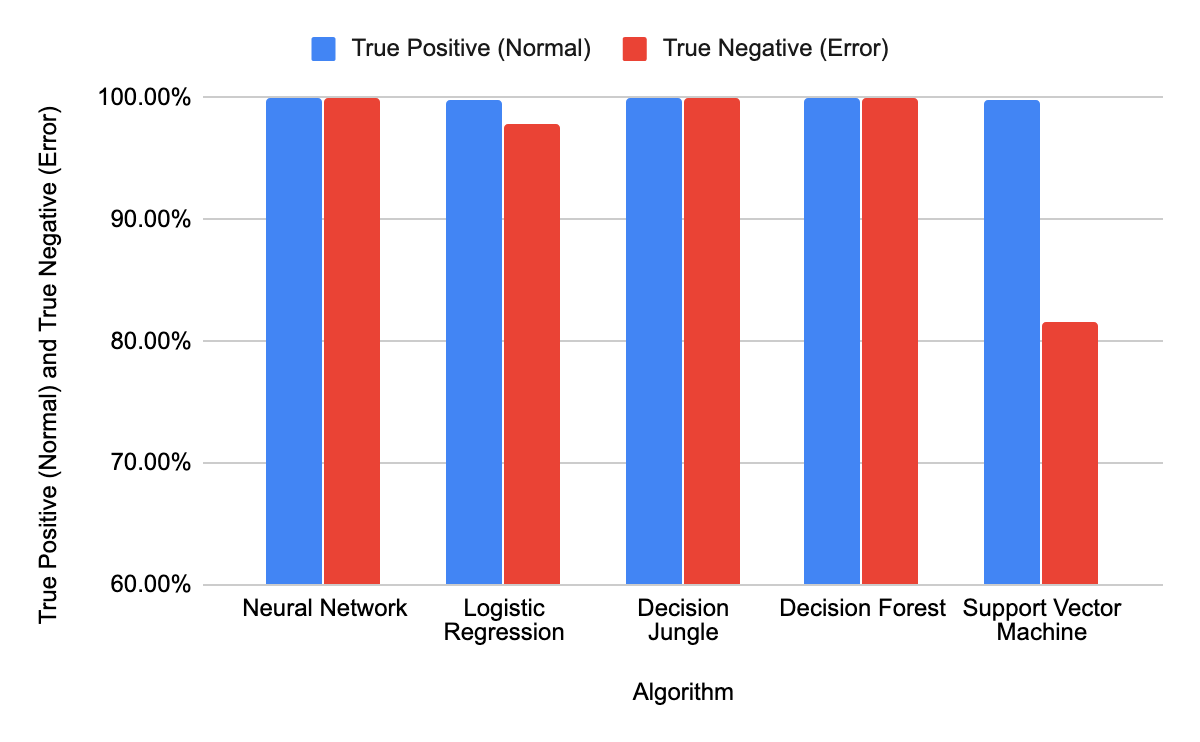 True Positive (Normal) True Negative (Error)
True Positive (Normal) and True Negative (Error)
100.00%
90.00%
80.00%
70.00%
60.00%
Neural Network
Logistic
Regression
Decision
Jungle
Decision Forest
Support Vector
Machine
Algorithm